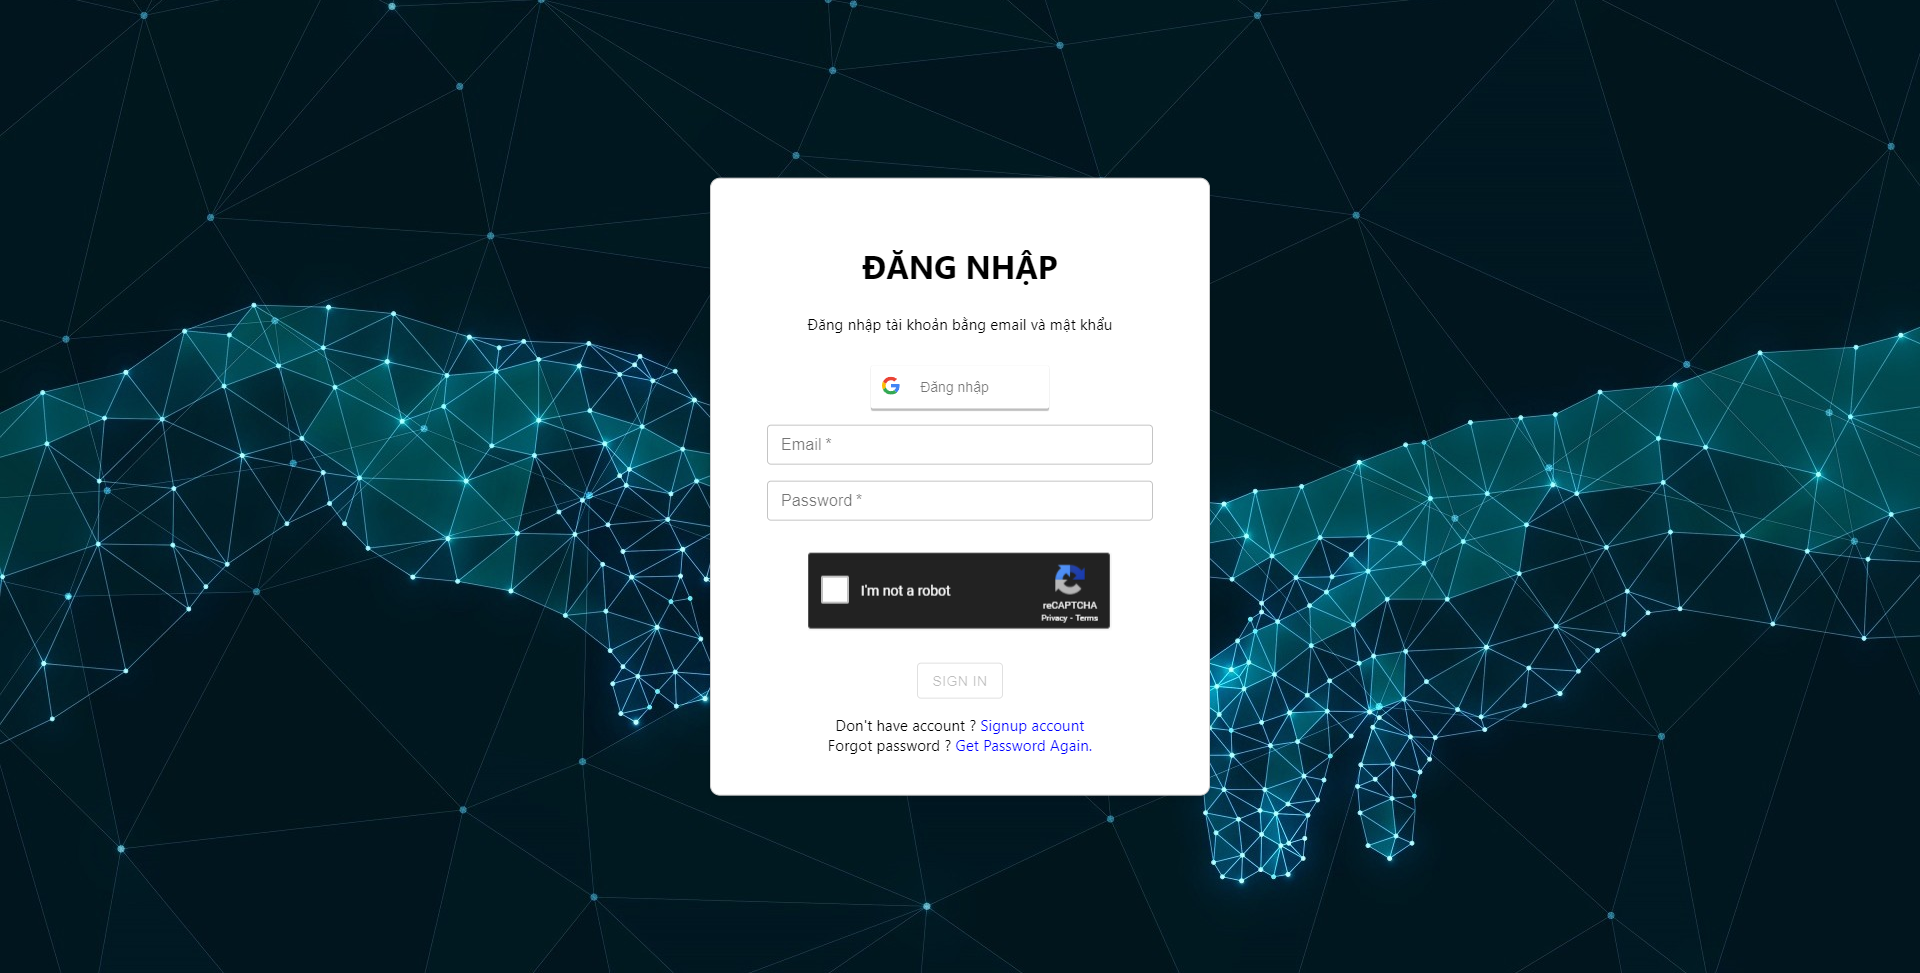 ĐĂNG NHẬP
Đăng nhập tài khoản bằng email và mật khẩu
Đăng nhập
Email *
Password *
I'm not a robot
reCAPTCHA
Privacy - Terms
SIGN IN
Don't have account ? Signup account
Forgot password ? Get Password Again.